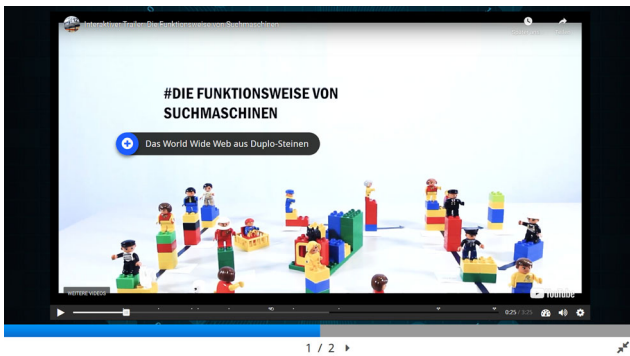 Interaktiver Trailer: Die Funktionsweise von Suchmaschinen
#DIE FUNKTIONSWEISE VON
SUCHMASCHINEN
Das World Wide Web aus Duplo-Steinen
WEITERE VIDEOS
YouTube
0:25 / 3:25
1 / 2